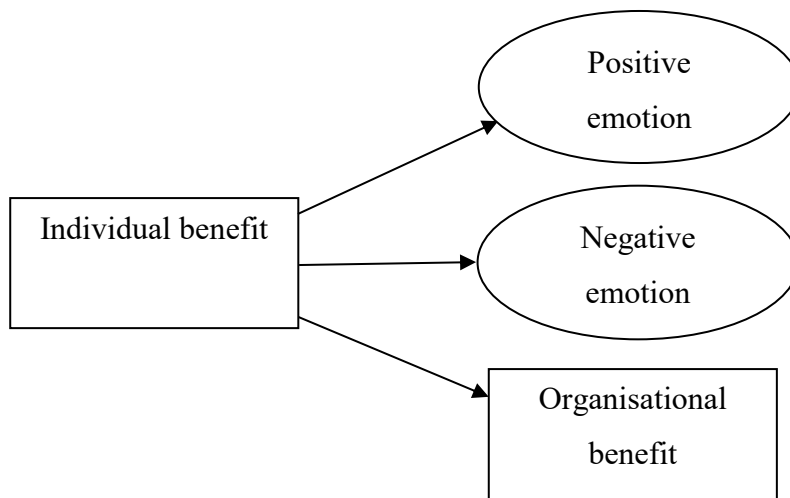 Positive
emotion
Individual benefit
Negative
emotion
Organisational
benefit